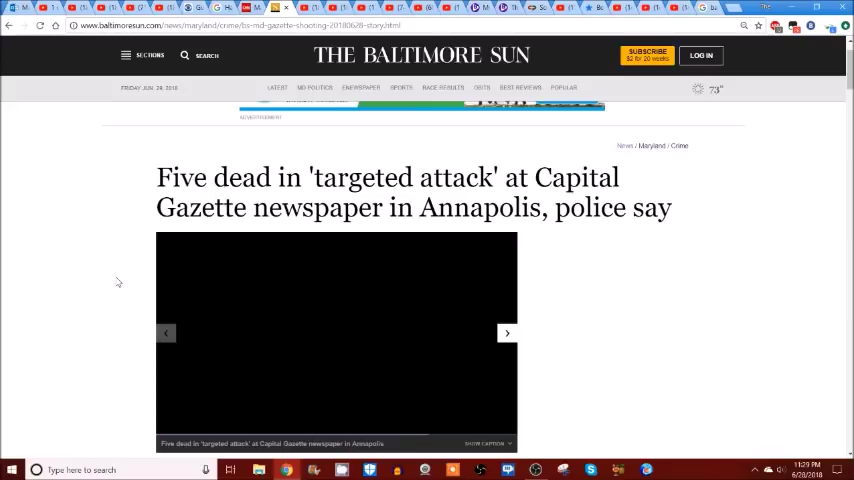 www.baltimoresun.com/news/maryland/crime/bs-md-gazette-shooting-20180628-story.html
SECTIONS
SEARCH
THE BALTIMORE SUN
SUBSCRIBE
$2 for 20 weeks
LOG IN
FRIDAY JUN. 29, 2018
LATEST MD POLITICS ENEWSPAPER SPORTS RACE RESULTS OBITS BEST REVIEWS POPULAR
73°
ADVERTISEMENT
News / Maryland / Crime
Five dead in 'targeted attack' at Capital
Gazette newspaper in Annapolis, police say
Five dead in 'targeted attack' at Capital Gazette newspaper in Annapolis
SHOW CAPTION
Type here to search
11:29 PM
6/28/2018